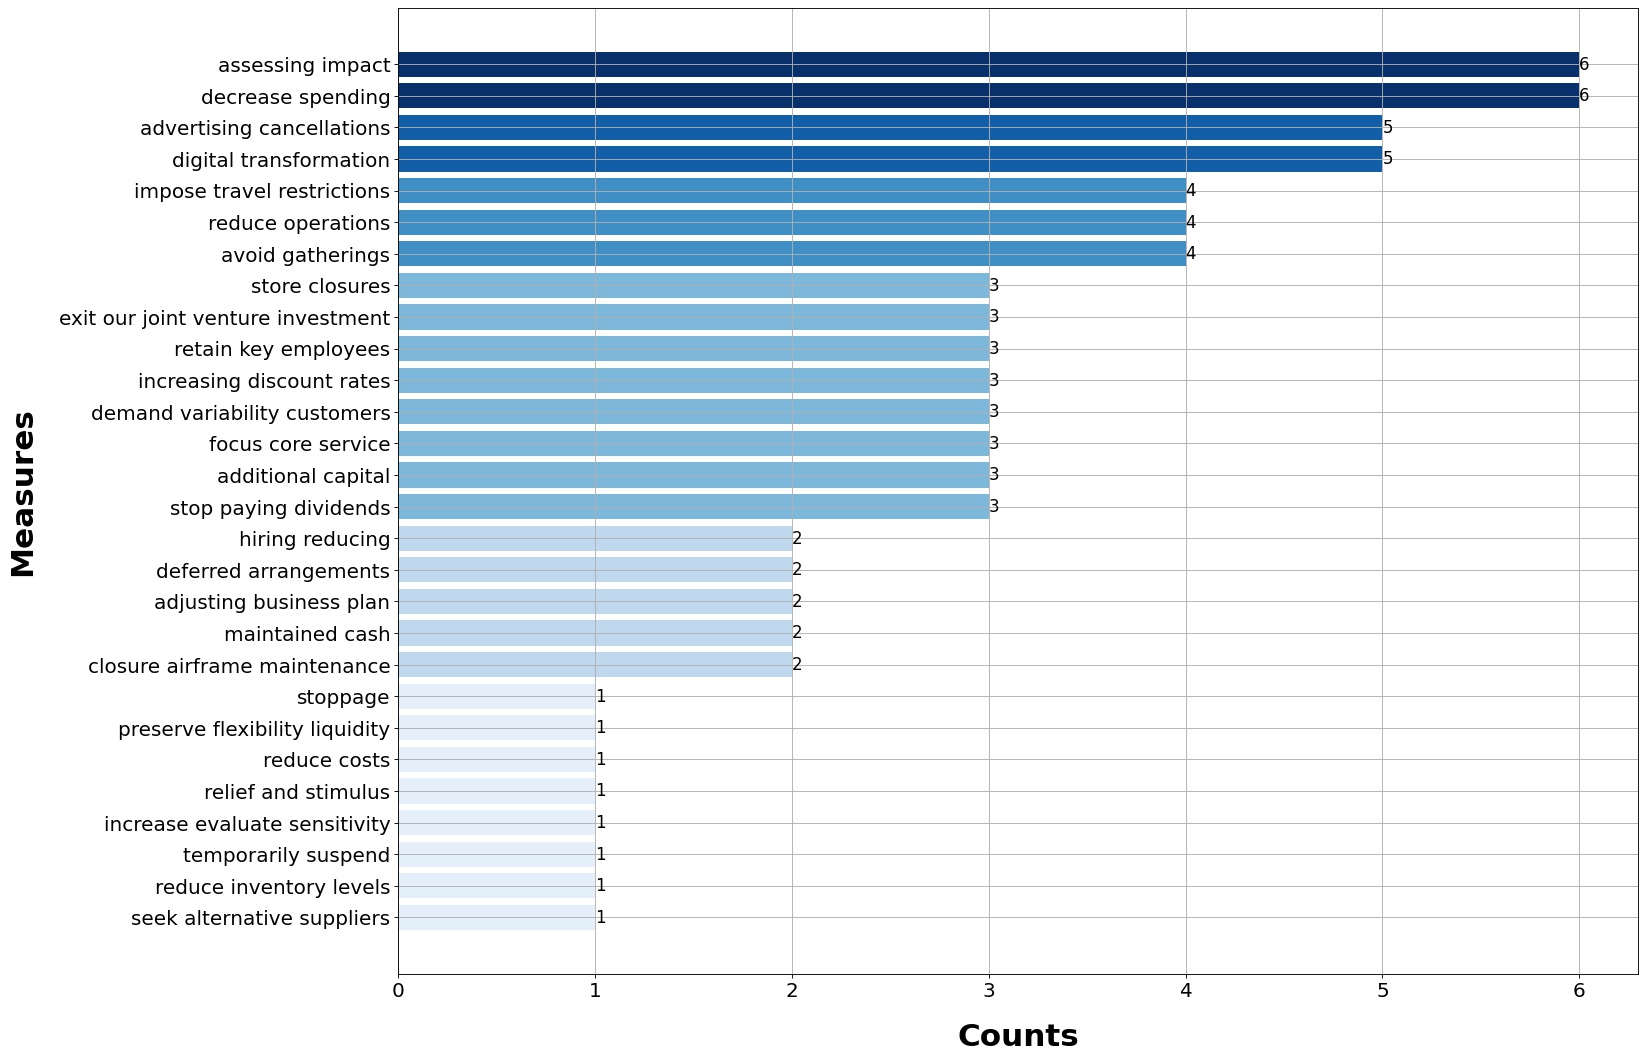 assessing impact 6
decrease spending 6
advertising cancellations 5
digital transformation 5
impose travel restrictions 4
reduce operations 4
avoid gatherings 4
store closures 3
exit our joint venture investment 3
retain key employees 3
increasing discount rates 3
demand variability customers 3
focus core service 3
additional capital 3
stop paying dividends 3
hiring reducing 2
deferred arrangements 2
adjusting business plan 2
maintained cash 2
closure airframe maintenance 2
stoppage 1
preserve flexibility liquidity 1
reduce costs 1
relief and stimulus 1
increase evaluate sensitivity 1
temporarily suspend 1
reduce inventory levels 1
seek alternative suppliers 1
Measures
0 1 2 3 4 5 6
Counts